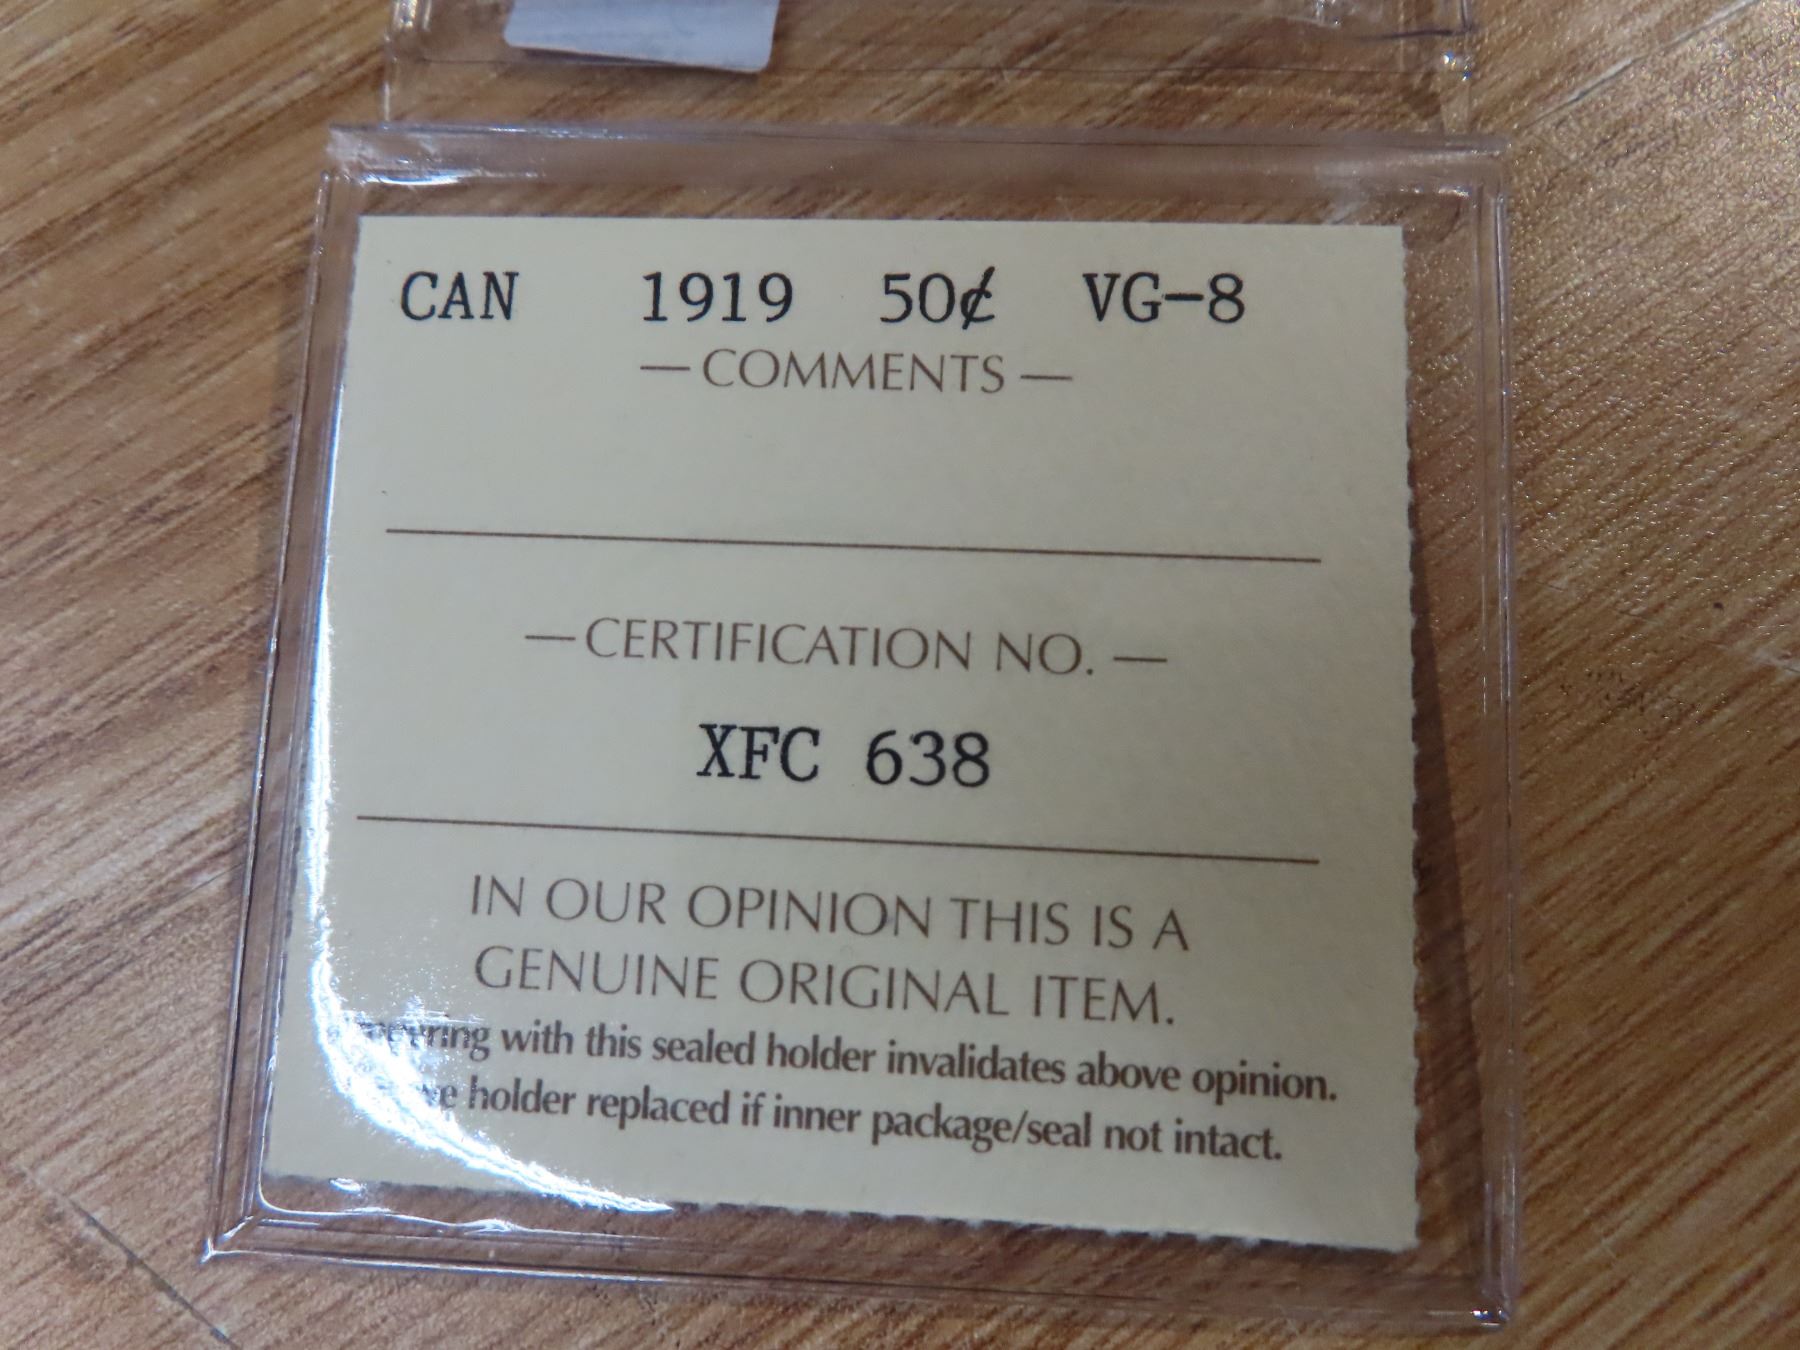 CAN 1919 50¢ VG-8
— COMMENTS —
— CERTIFICATION NO. —
XFC 638
IN OUR OPINION THIS IS A
GENUINE ORIGINAL ITEM.
with this sealed holder invalidates above opinion.
holder replaced if inner package/seal not intact.